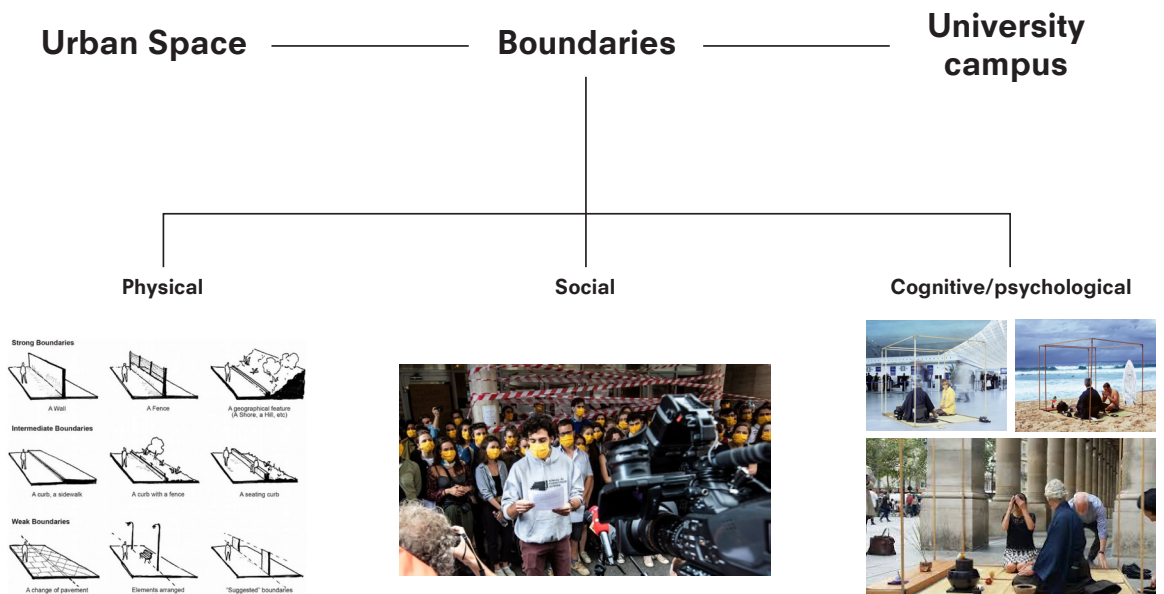 Urban Space
Boundaries
University
campus
Physical
Social
Cognitive/psychological
Strong Boundaries
A Wall
A Fence
A geographical feature
(A Shore, a Hill, etc)
Intermediate Boundaries
A curb, a sidewalk
A curb with a fence
A seating curb
Weak Boundaries
A change of pavement
Elements arranged
"Suggested" boundaries